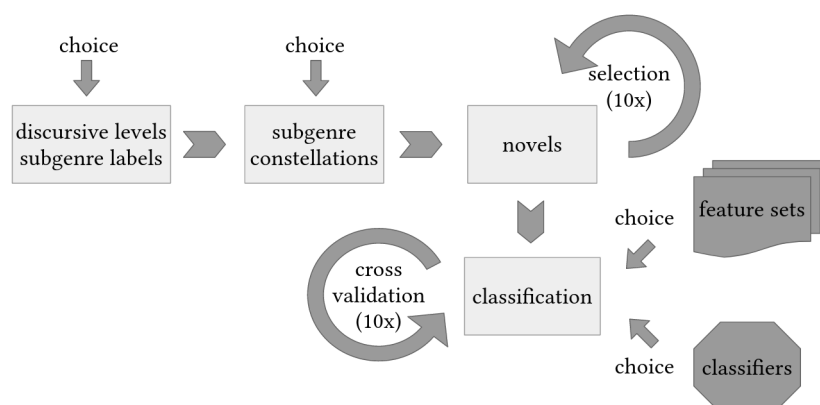 choice
choice
selection
(10x)
discursive levels
subgenre labels
subgenre
constellations
novels
feature sets
choice
cross
validation
(10x)
classification
choice
classifiers